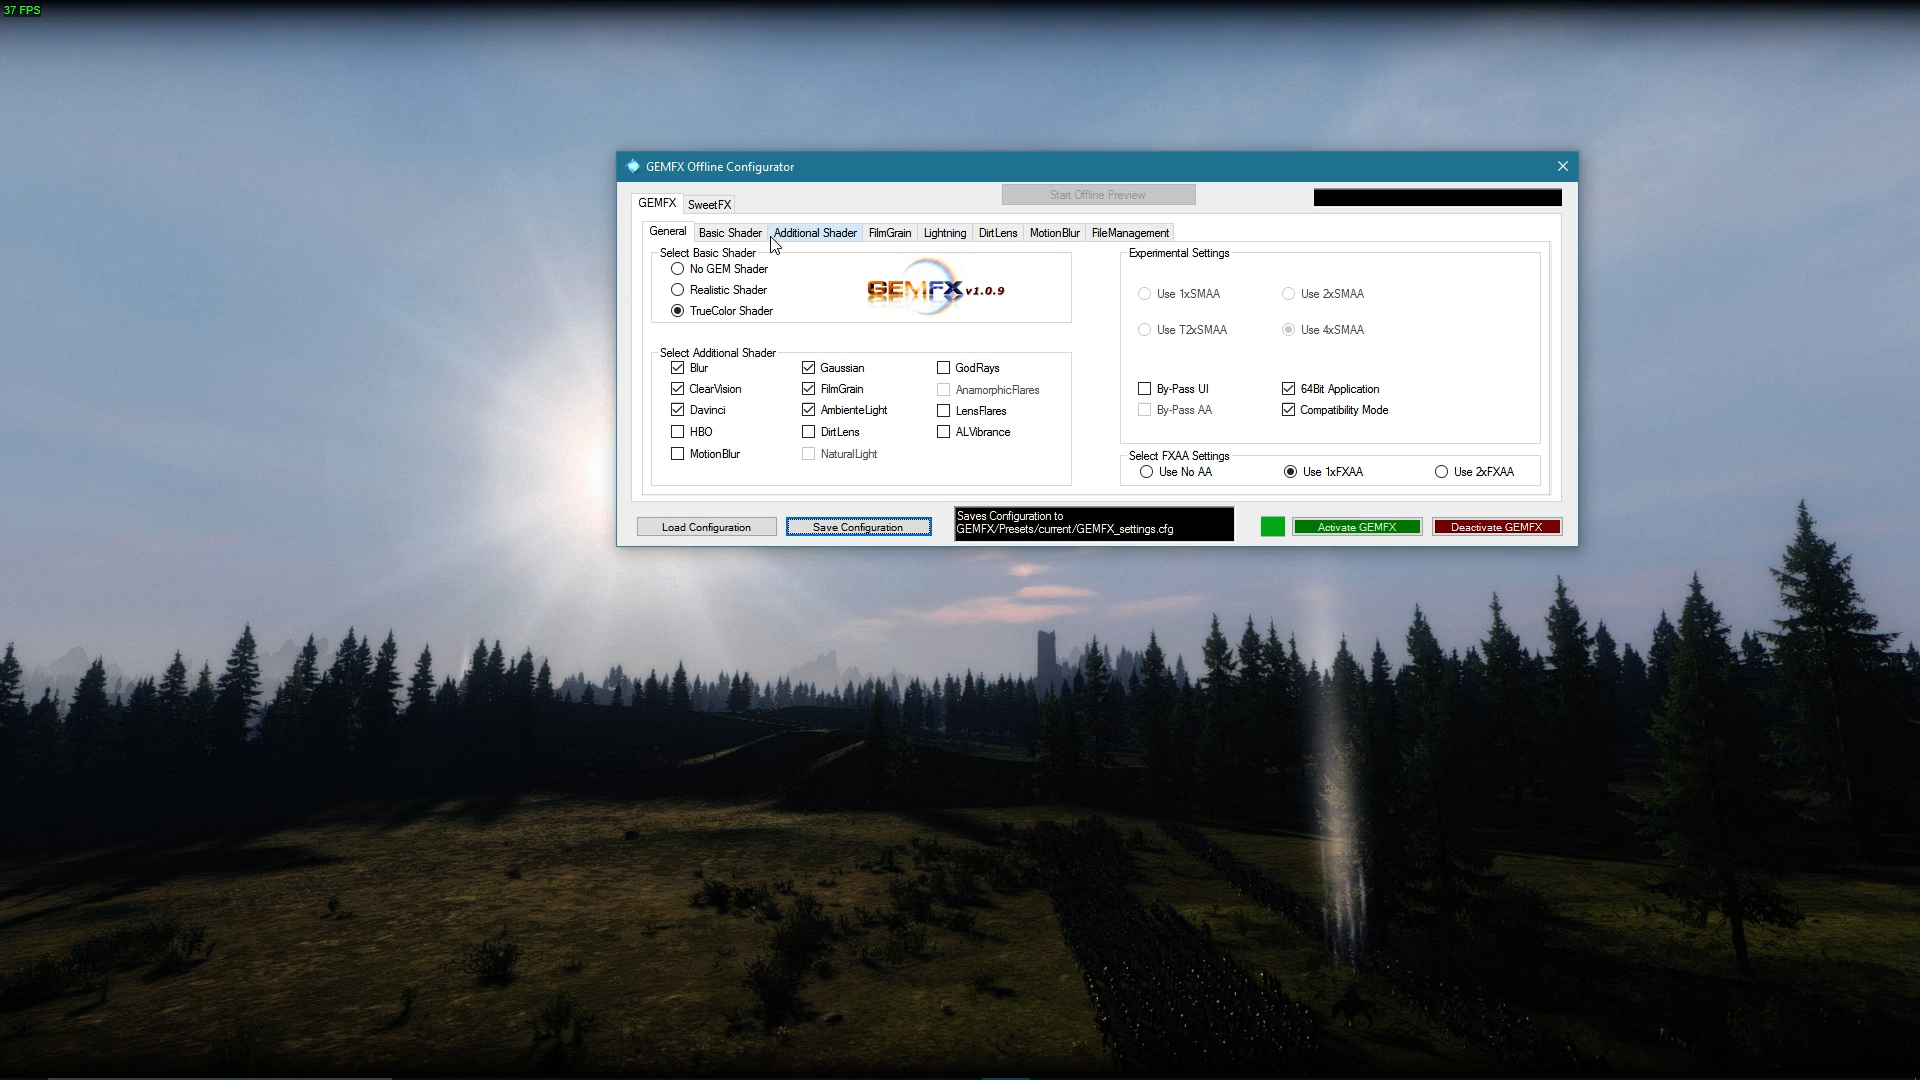 37 FPS
GEMFX Offline Configurator
Start Offline Preview
GEMFX SweetFX
General Basic Shader Additional Shader FilmGrain Lightning DirtLens MotionBlur FileManagement
Select Basic Shader
No GEM Shader
Realistic Shader
TrueColor Shader
GEMFX v1.0.9
Select Additional Shader
Blur Gaussian GodRays
ClearVision FilmGrain AnamorphicFlares
Davinci AmbienteLight LensFlares
HBO DirtLens ALVibrance
MotionBlur NaturalLight
Experimental Settings
Use 1xSMAA Use 2xSMAA
Use T2xSMAA Use 4xSMAA
By-Pass UI 64Bit Application
By-Pass AA Compatibility Mode
Select FXAA Settings
Use No AA Use 1xFXAA Use 2xFXAA
Load Configuration Save Configuration
Saves Configuration to
GEMFX/Presets/current/GEMFX_settings.cfg
Activate GEMFX Deactivate GEMFX